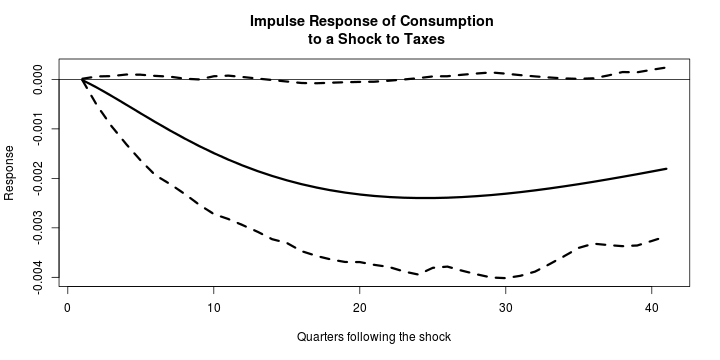 Impulse Response of Consumption
to a Shock to Taxes
Response
0.000
-0.001
-0.002
-0.003
-0.004
0
10
20
30
40
Quarters following the shock